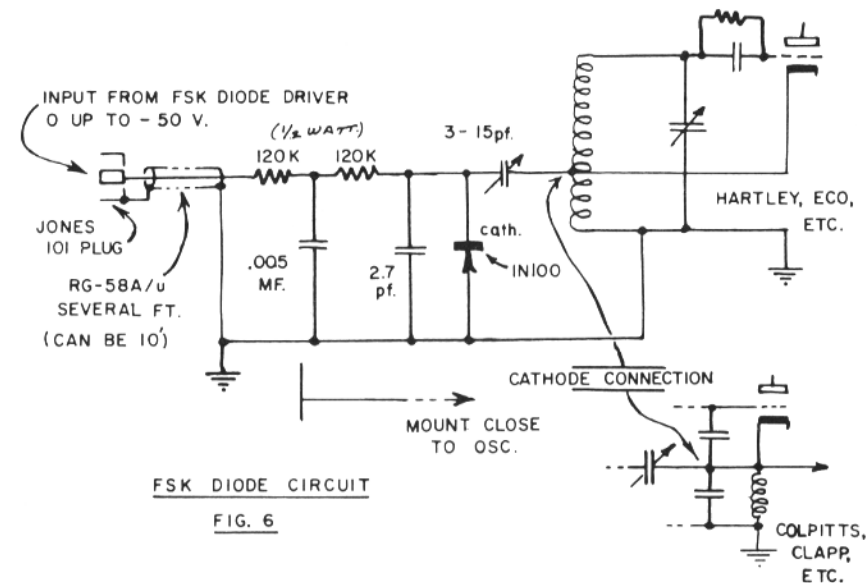 INPUT FROM FSK DIODE DRIVER
0 UP TO - 50 V.
(1/2 WATT.)
120K
120K
3-15pf.
JONES
101 PLUG
RG-58A/u
SEVERAL FT.
(CAN BE 10')
.005
MF.
2.7
pf.
cath.
IN100
HARTLEY, ECO,
ETC.
CATHODE CONNECTION
MOUNT CLOSE
TO OSC.
FSK DIODE CIRCUIT
FIG. 6
COLPITTS,
CLAPP,
ETC.